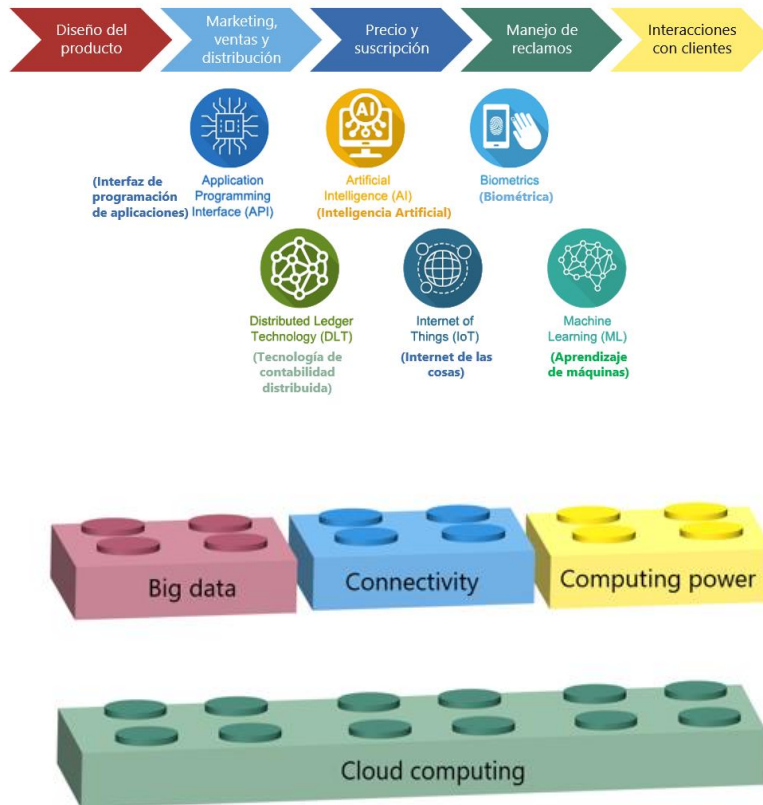 Diseño del
producto
Marketing,
ventas y
distribución
Precio y
suscripción
Manejo de
reclamos
Interacciones
con clientes
AI
(Interfaz de
programación
de aplicaciones)
Application
Programming
Interface (API)
Artificial
Intelligence (AI)
(Inteligencia Artificial)
Biometrics
(Biométrica)
Distributed Ledger
Technology (DLT)
(Tecnología de
contabilidad
distribuida)
Internet of
Things (IoT)
(Internet de las
cosas)
Machine
Learning (ML)
(Aprendizaje
de máquinas)
Big data
Connectivity
Computing power
Cloud computing